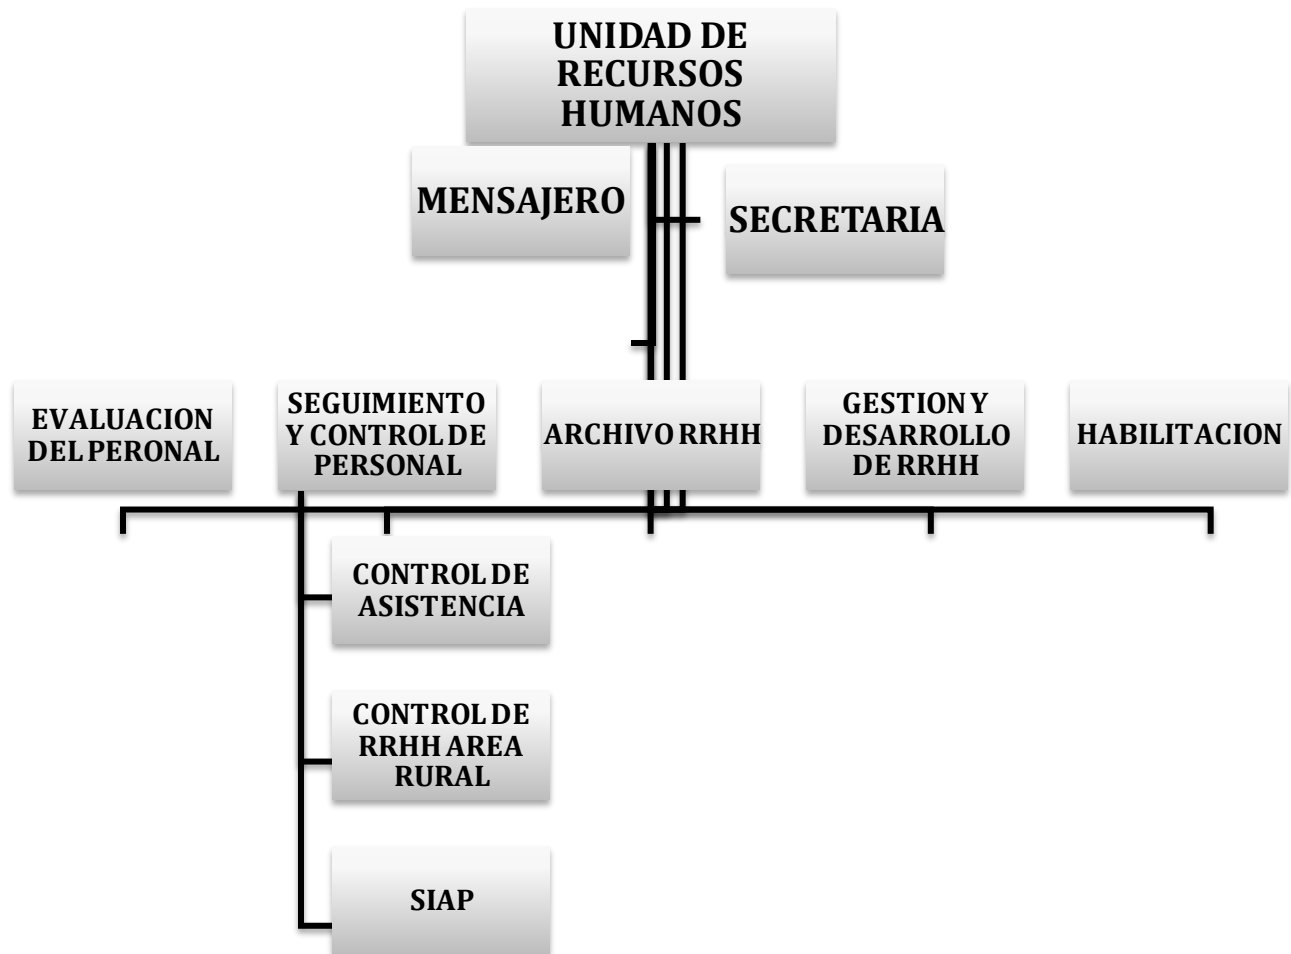 UNIDAD DE
RECURSOS
HUMANOS
MENSAJERO
SECRETARIA
EVALUACION
DEL PERONAL
SEGUIMIENTO
Y CONTROL DE
PERSONAL
ARCHIVO RRHH
GESTION Y
DESARROLLO
DE RRHH
HABILITACION
CONTROL DE
ASISTENCIA
CONTROL DE
RRHH AREA
RURAL
SIAP